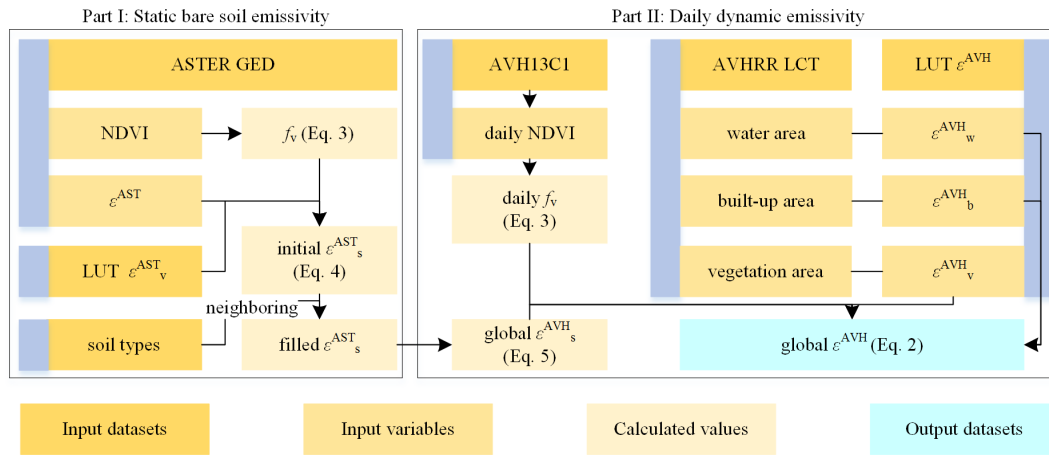 Part I: Static bare soil emissivity
Part II: Daily dynamic emissivity
ASTER GED
NDVI
f_v (Eq. 3)
ε^AST
initial ε^AST_s
(Eq. 4)
LUT ε^AST_v
neighboring
soil types
filled ε^AST_s
AVH13C1
daily NDVI
daily f_v
(Eq. 3)
global ε^AVH_s
(Eq. 5)
AVHRR LCT
LUT ε^AVH
water area
ε^AVH_w
built-up area
ε^AVH_b
vegetation area
ε^AVH_v
global ε^AVH (Eq. 2)
Input datasets
Input variables
Calculated values
Output datasets